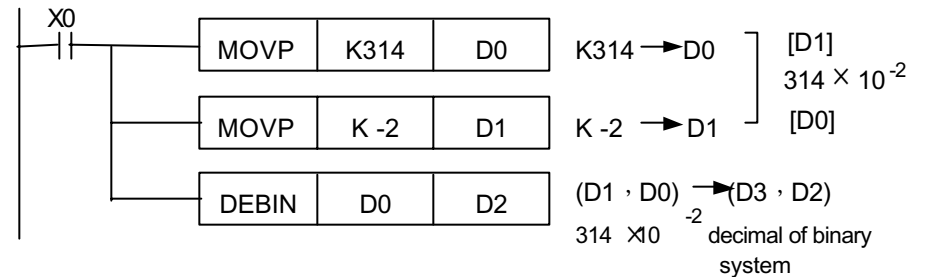 X0
MOVP K314 D0 K314 → D0 [D1]
314 × 10-2
MOVP K -2 D1 K -2 → D1 [D0]
DEBIN D0 D2 (D1，D0) → (D3，D2)
314 ×10 -2 decimal of binary
system